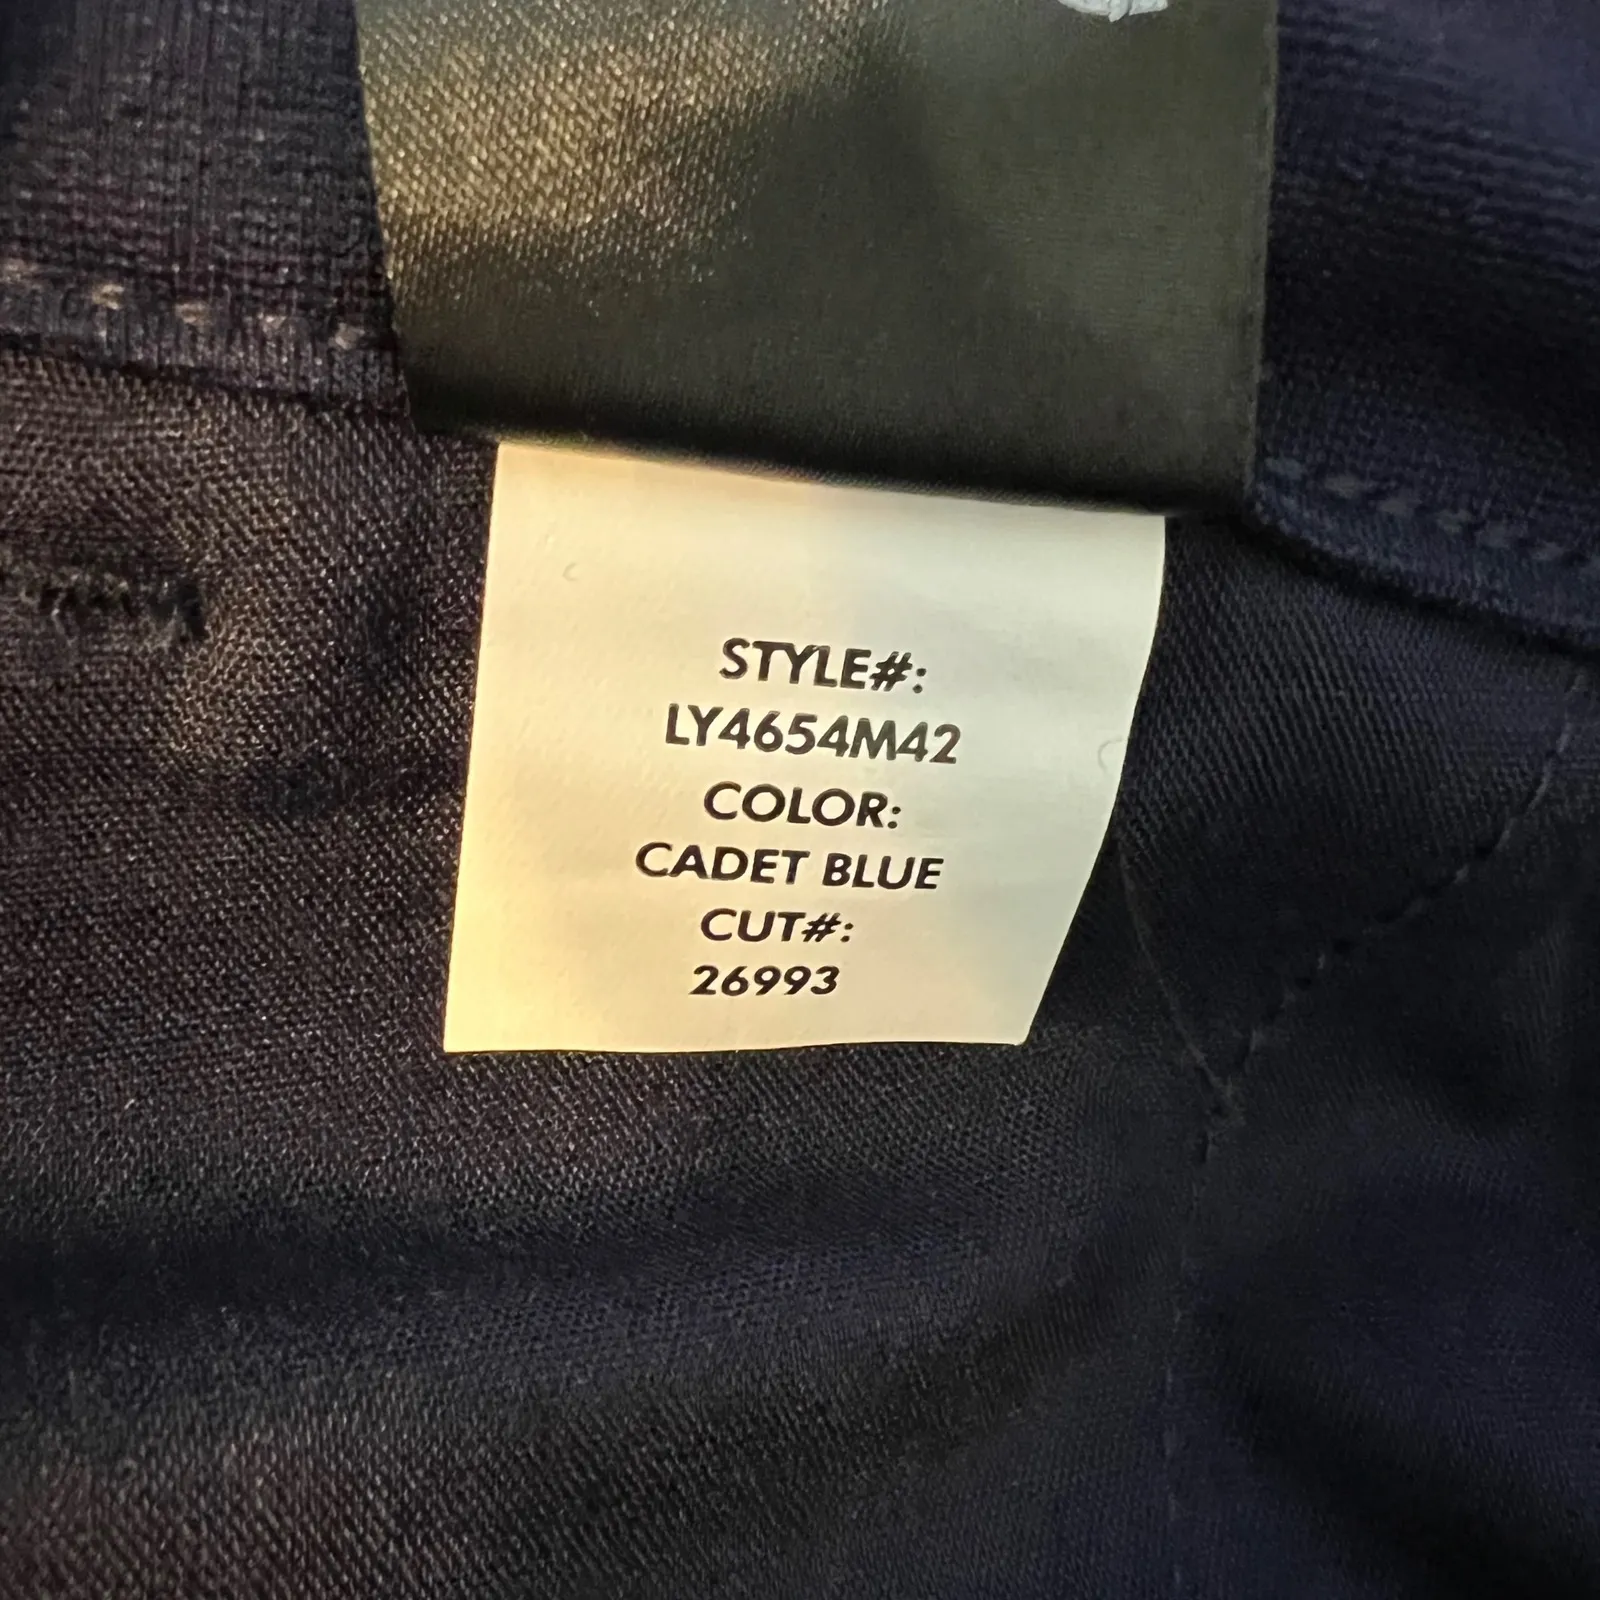 STYLE#:
LY4654M42
COLOR:
CADET BLUE
CUT#:
26993